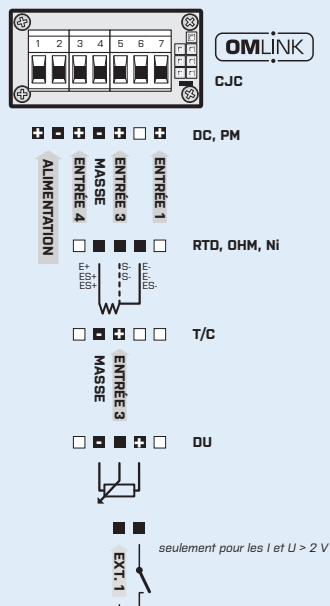 1 2 3 4 5 6 7
OMLINK
CJC
+ - + - + +
DC, PM
ALIMENTATION
ENTRÉE 4
MASSE
ENTRÉE 3
ENTRÉE 1
RTD, OHM, Ni
E+ S- E-
ES+ S- E-
ES+ ES-
- +
T/C
MASSE
ENTRÉE 3
- +
DU
seulement pour les I et U > 2 V
EXT. 1